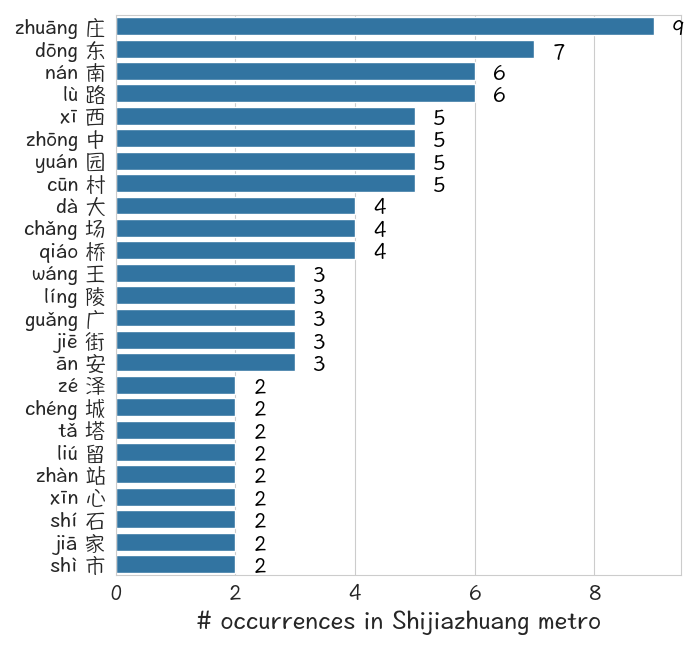 zhuāng 庄 9
dōng 东 7
nán 南 6
lù 路 6
xī 西 5
zhōng 中 5
yuán 园 5
cūn 村 5
dà 大 4
chǎng 场 4
qiáo 桥 4
wáng 王 3
líng 陵 3
guǎng 广 3
jiē 街 3
ān 安 3
zé 泽 2
chéng 城 2
tǎ 塔 2
liú 留 2
zhàn 站 2
xīn 心 2
shí 石 2
jiā 家 2
shì 市 2
0 2 4 6 8
# occurrences in Shijiazhuang metro